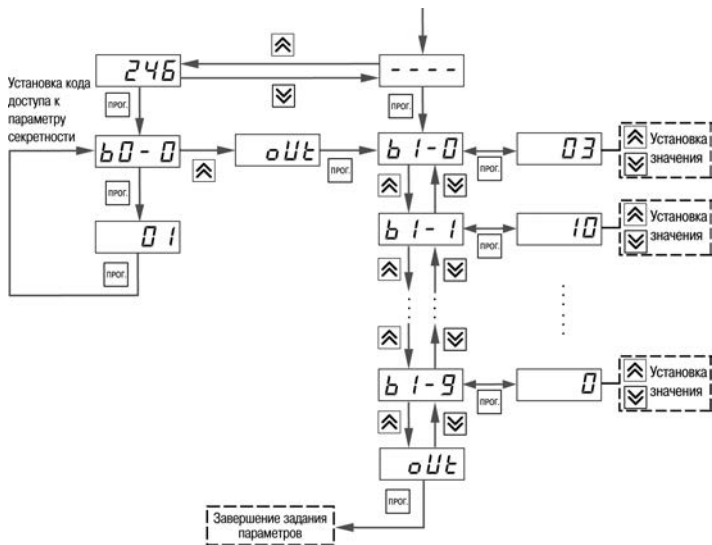 246
- - - -
Установка кода
доступа к
параметру
секретности
ПРОГ.
ПРОГ.
b0-0
oUt
b1-0
03
Установка
значения
ПРОГ.
ПРОГ.
ПРОГ.
01
b1-1
10
Установка
значения
ПРОГ.
ПРОГ.
b1-9
0
Установка
значения
ПРОГ.
oUt
ПРОГ.
Завершение задания
параметров